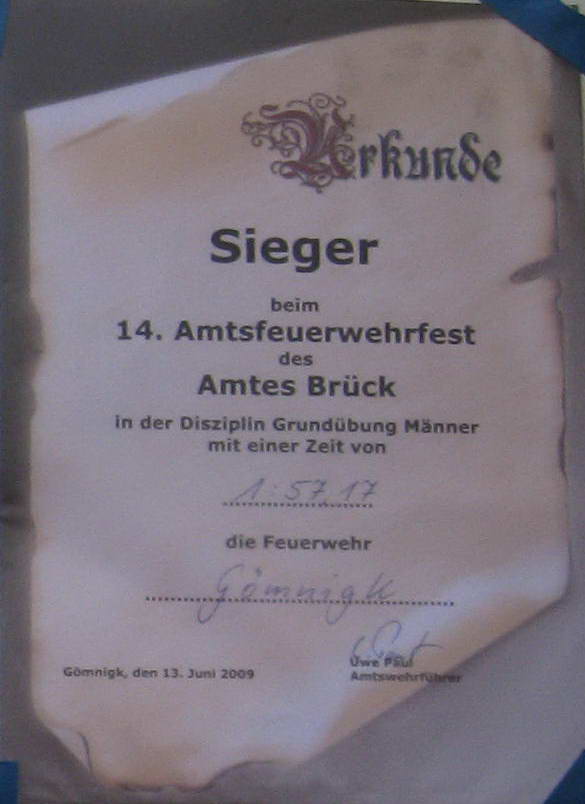 Urkunde
Sieger
beim
14. Amtsfeuerwehrfest
des
Amtes Brück
in der Disziplin Grundübung Männer
mit einer Zeit von
1:57,17
die Feuerwehr
Gömnigk
Gömnigk, den 13. Juni 2009
Uwe Paul
Amtswehrführer